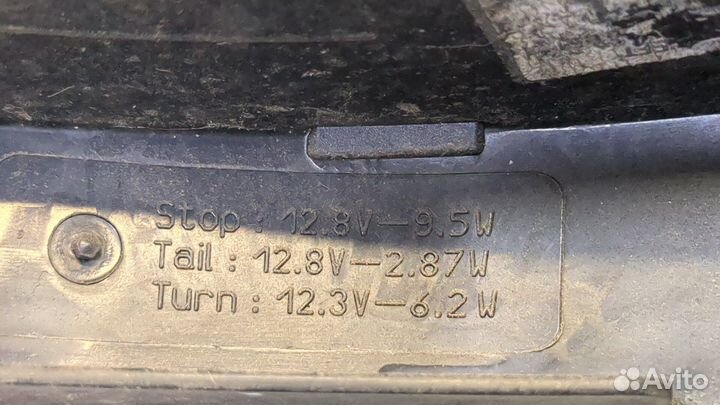 Stop : 12.8V—9.5W
Tail : 12.8V—2.87W
Turn : 12.3V—6.2W
Avito